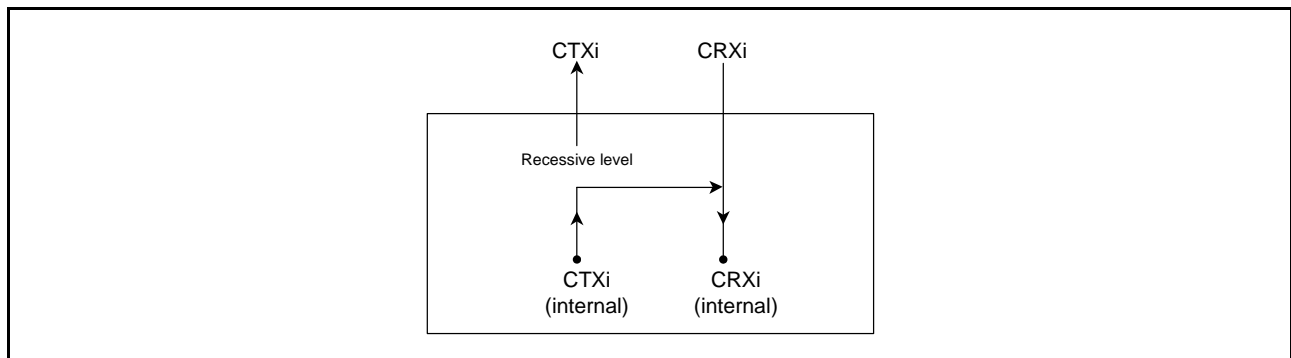 CTXi
CRXi
Recessive level
CTXi
(internal)
CRXi
(internal)